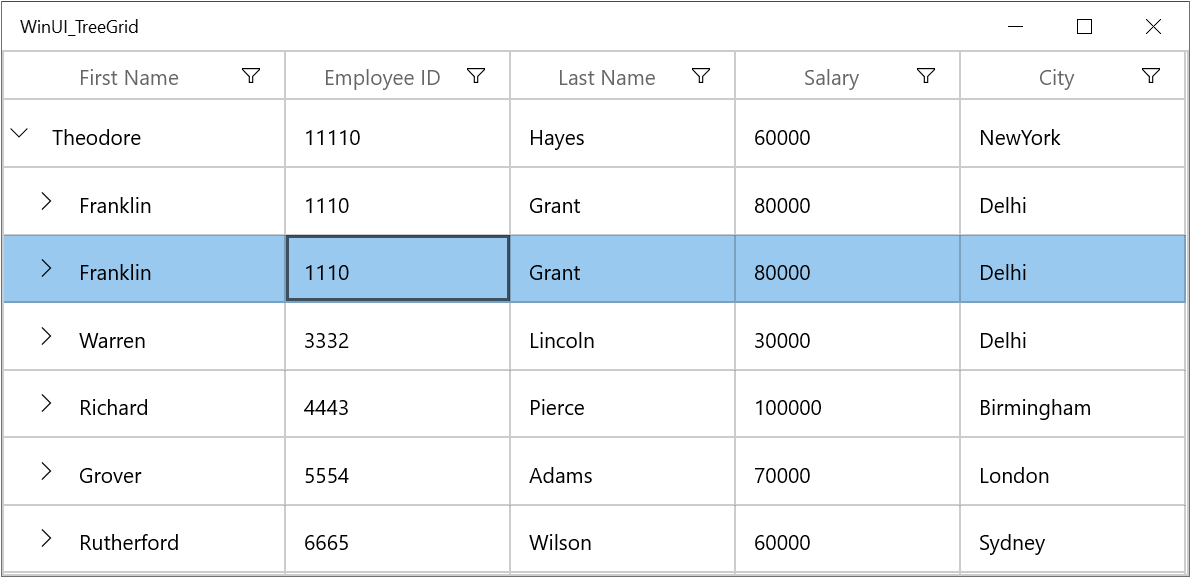 WinUI_TreeGrid
First Name Employee ID Last Name Salary City
Theodore 11110 Hayes 60000 NewYork
Franklin 1110 Grant 80000 Delhi
Franklin 1110 Grant 80000 Delhi
Warren 3332 Lincoln 30000 Delhi
Richard 4443 Pierce 100000 Birmingham
Grover 5554 Adams 70000 London
Rutherford 6665 Wilson 60000 Sydney